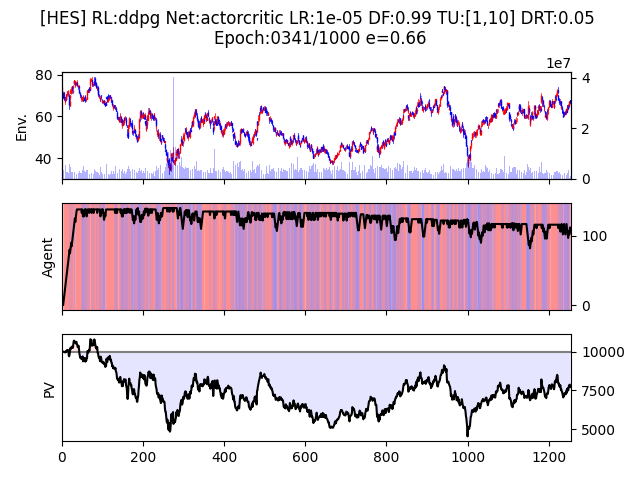 [HES] RL:ddpg Net:actorcritic LR:1e-05 DF:0.99 TU:[1,10] DRT:0.05
Epoch:0341/1000 e=0.66
1e7
80
60
40
Env.
4
2
0
Agent
100
0
PV
10000
7500
5000
0 200 400 600 800 1000 1200